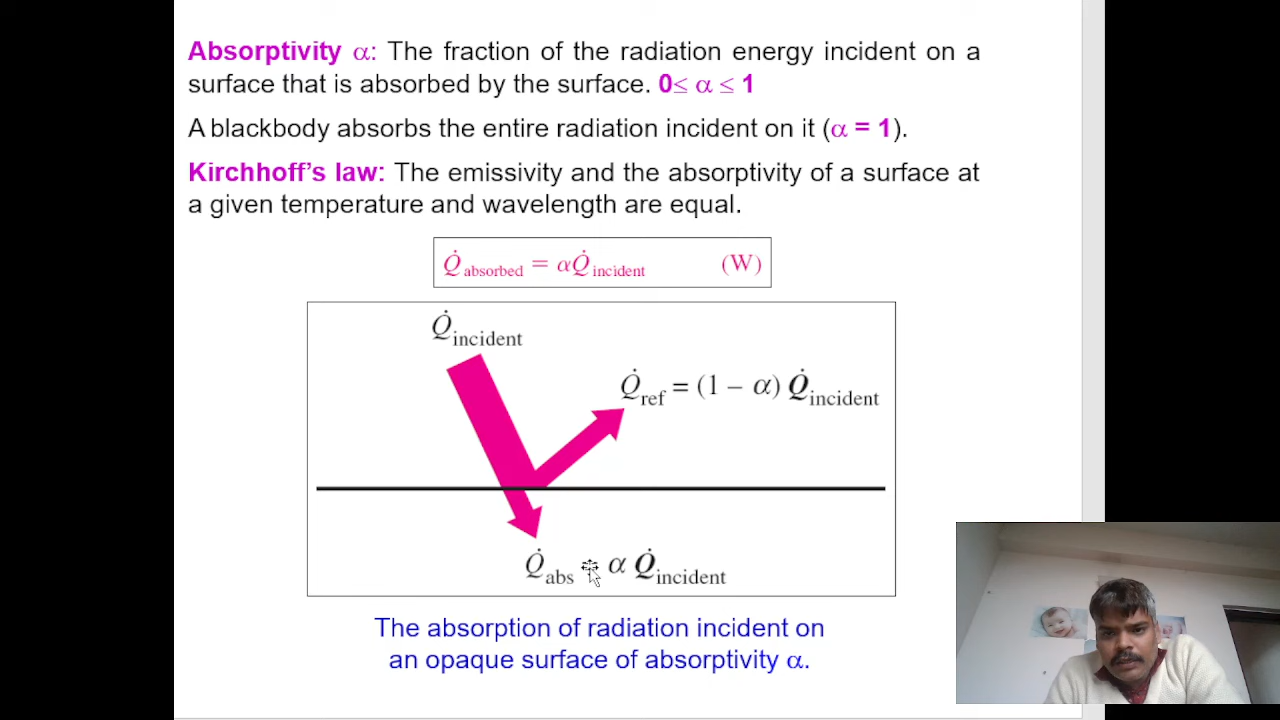 Absorptivity α: The fraction of the radiation energy incident on a
surface that is absorbed by the surface. 0≤ α ≤ 1
A blackbody absorbs the entire radiation incident on it (α = 1).
Kirchhoff's law: The emissivity and the absorptivity of a surface at
a given temperature and wavelength are equal.
Q̇absorbed = αQ̇incident (W)
Q̇incident
Q̇ref = (1 – α) Q̇incident
Q̇abs = α Q̇incident
The absorption of radiation incident on
an opaque surface of absorptivity α.